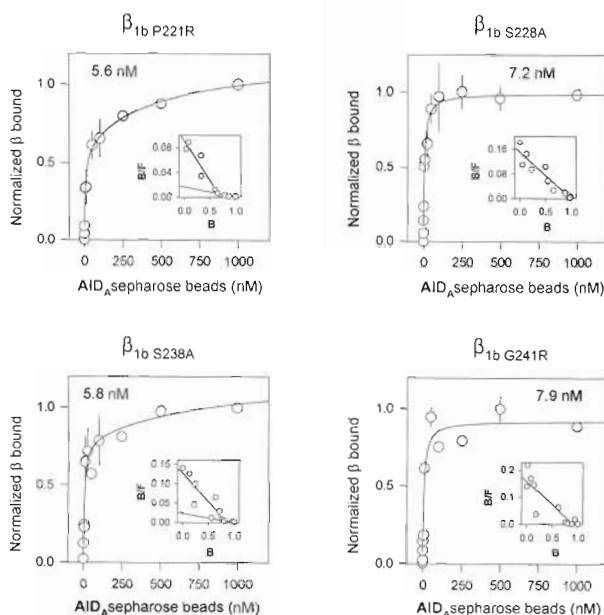 β1b P221R
5.6 nM
Normalized β bound
1.0
0.5
0.0
B/F
0.08
0.04
0.00
0.0 0.5 1.0
B
0 250 500 750 1000
AIDA sepharose beads (nM)
β1b S228A
7.2 nM
Normalized β bound
1.0
0.5
0.0
B/F
0.16
0.08
0.00
0.0 0.5 1.0
B
0 250 500 750 1000
AIDA sepharose beads (nM)
β1b S238A
5.8 nM
Normalized β bound
1.0
0.5
0.0
B/F
0.15
0.10
0.05
0.00
0.0 0.5 1.0
B
0 250 500 750 1000
AIDA sepharose beads (nM)
β1b G241R
7.9 nM
Normalized β bound
1.0
0.5
0.0
B/F
0.2
0.1
0.0
0.0 0.5 1.0
B
0 250 500 750 1000
AIDA sepharose beads (nM)